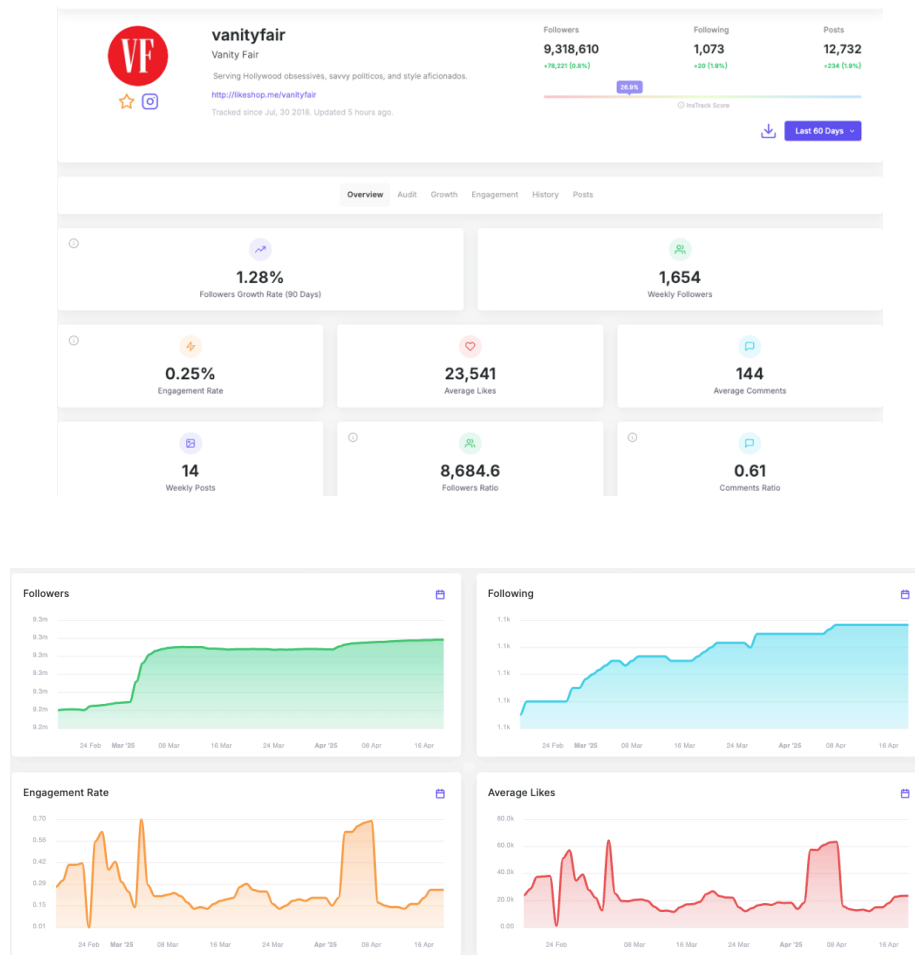 VF
vanityfair
Vanity Fair
Serving Hollywood obsessives, savvy politicos, and style aficionados.
http://likeshop.me/vanityfair
Tracked since Jul, 30 2018. Updated 5 hours ago.
Followers
9,318,610
+78,221 (0.8%)
Following
1,073
+20 (1.9%)
Posts
12,732
+234 (1.9%)
26.9%
InsTrack Score
Last 60 Days
Overview Audit Growth Engagement History Posts
1.28%
Followers Growth Rate (90 Days)
1,654
Weekly Followers
0.25%
Engagement Rate
23,541
Average Likes
144
Average Comments
14
Weekly Posts
8,684.6
Followers Ratio
0.61
Comments Ratio
Followers
9.3m
9.3m
9.3m
9.3m
9.3m
9.2m
9.2m
24 Feb Mar '25 08 Mar 16 Mar 24 Mar Apr '25 08 Apr 16 Apr
Following
1.1k
1.1k
1.1k
1.1k
1.1k
24 Feb Mar '25 08 Mar 16 Mar 24 Mar Apr '25 08 Apr 16 Apr
Engagement Rate
0.70
0.56
0.42
0.29
0.15
0.01
24 Feb Mar '25 08 Mar 16 Mar 24 Mar Apr '25 08 Apr 16 Apr
Average Likes
80.0k
60.0k
40.0k
20.0k
0.00
24 Feb 08 Mar 16 Mar 24 Mar Apr '25 08 Apr 16 Apr